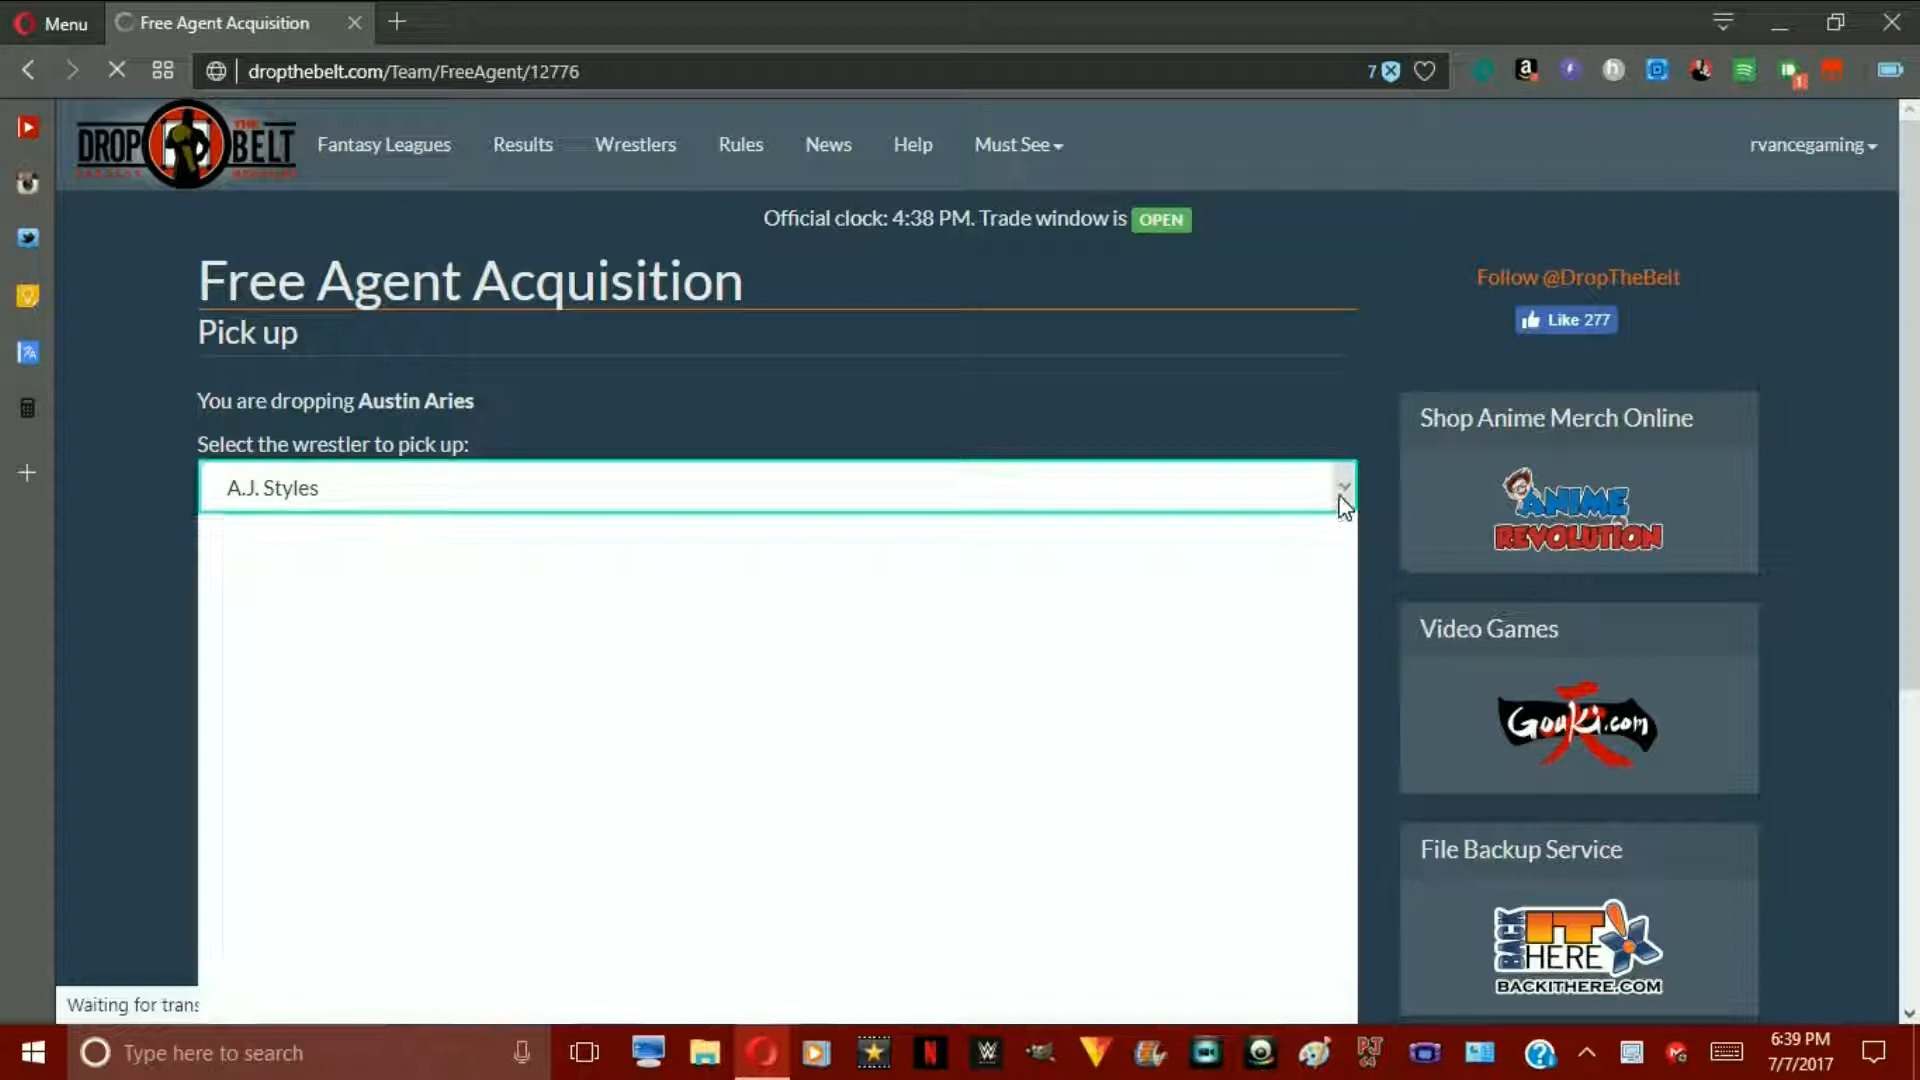 Menu
Free Agent Acquisition
dropthebelt.com/Team/FreeAgent/12776
7
1
DROP THE BELT
Fantasy Leagues
Results
Wrestlers
Rules
News
Help
Must See
rvancegaming
Official clock: 4:38 PM. Trade window is OPEN
Free Agent Acquisition
Pick up
Follow @DropTheBelt
Like 277
You are dropping Austin Aries
Select the wrestler to pick up:
A.J. Styles
Shop Anime Merch Online
ANIME
REVOLUTION
Video Games
Gouki.com
File Backup Service
BACK IT HERE
BACKITHERE.COM
Waiting for trans
Type here to search
6:39 PM
7/7/2017